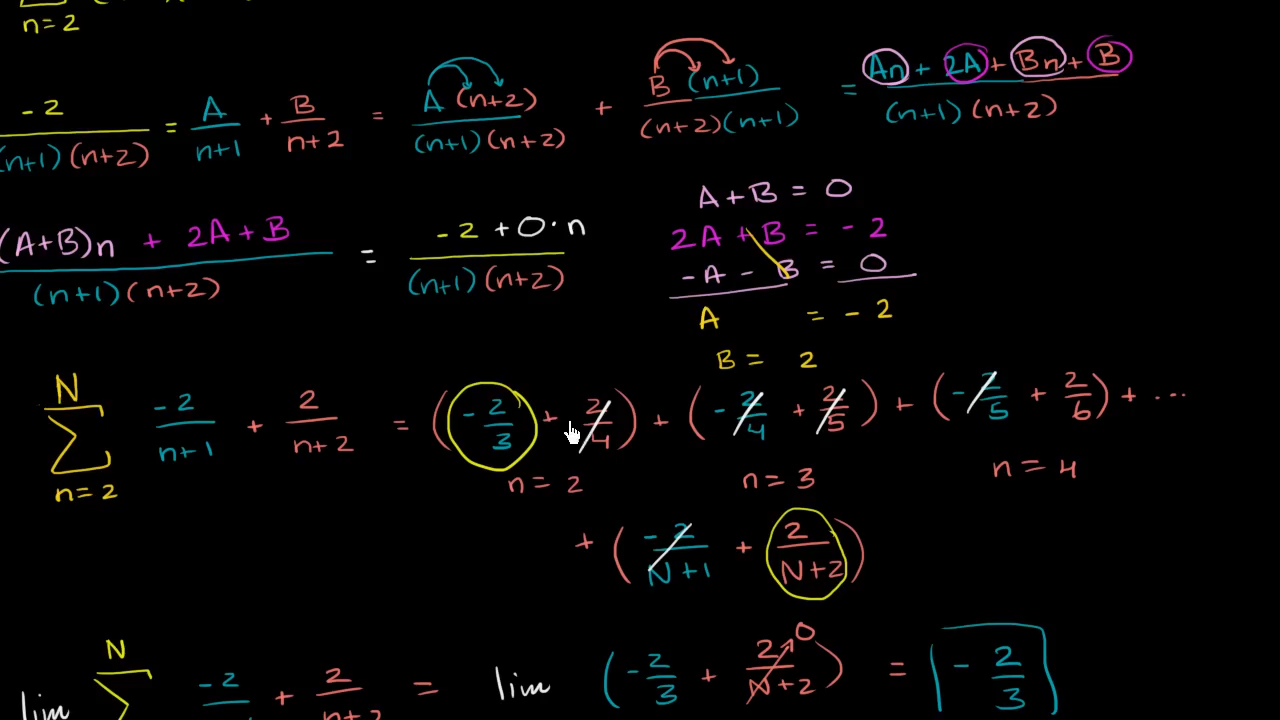 n=2
-2/(n+1)(n+2) = A/n+1 + B/n+2 = A(n+2)/(n+1)(n+2) + B(n+1)/(n+2)(n+1) = An + 2A + Bn + B/(n+1)(n+2)
A+B = 0
(A+B)n + 2A+B/(n+1)(n+2) = -2+0·n/(n+1)(n+2)
2A+B = -2
-A - B = 0
A = -2
B = 2
N
∑ -2/n+1 + 2/n+2 = (-2/3 + 2/4) + (-2/4 + 2/5) + (-2/5 + 2/6) + ...
n=2
n=2 n=3 n=4
+ (-2/N+1 + 2/N+2)
N
lim ∑ -2 + 2/n+2 = lim (-2/3 + 2/N+2 0) = -2/3